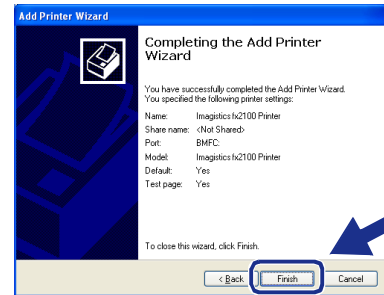 Add Printer Wizard
Completing the Add Printer
Wizard
You have successfully completed the Add Printer Wizard.
You specified the following printer settings:
Name: Imagistics fx2100 Printer
Share name: <Not Shared>
Port: BMFC:
Model: Imagistics fx2100 Printer
Default: Yes
Test page: Yes
To close this wizard, click Finish.
< Back Finish Cancel